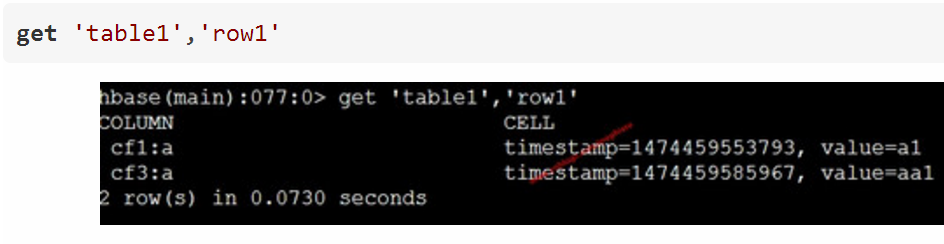 get 'table1','row1'
hbase(main):077:0> get 'table1','row1'
COLUMN CELL
cf1:a timestamp=1474459553793, value=a1
cf3:a timestamp=1474459585967, value=aa1
2 row(s) in 0.0730 seconds